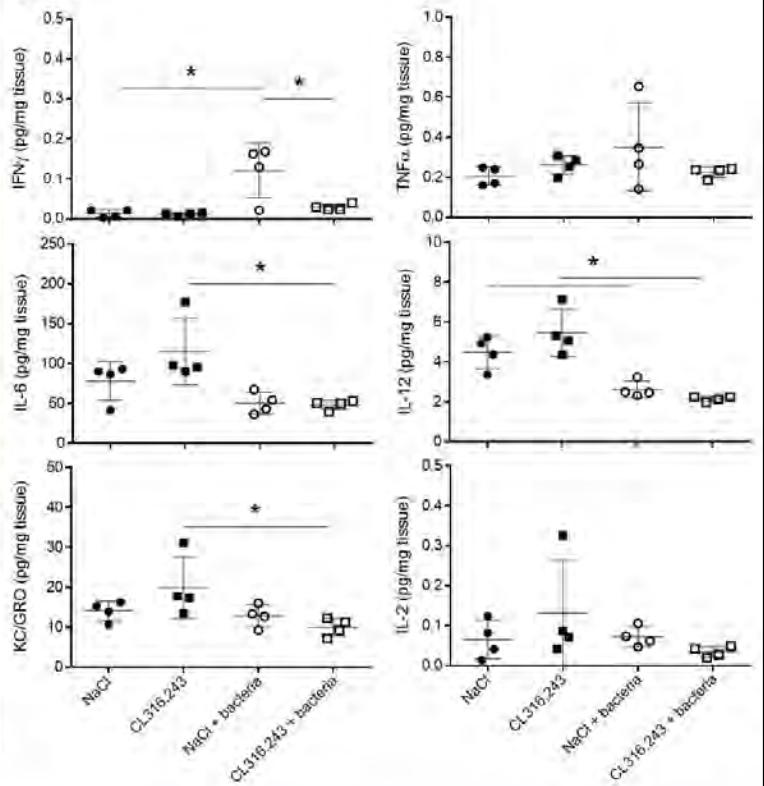 IFNγ (pg/mg tissue)
0.5
0.4
0.3
0.2
0.1
0.0
*
*
TNFα (pg/mg tissue)
1.0
0.8
0.6
0.4
0.2
0.0
IL-6 (pg/mg tissue)
250
200
150
100
50
0
*
IL-12 (pg/mg tissue)
10
8
6
4
2
0
*
KC/GRO (pg/mg tissue)
50
40
30
20
10
0
*
IL-2 (pg/mg tissue)
0.5
0.4
0.3
0.2
0.1
0.0
NaCl
CL316.243
NaCl + bacteria
CL316.243 + bacteria
NaCl
CL316.243
NaCl + bacteria
CL316.243 + bacteria